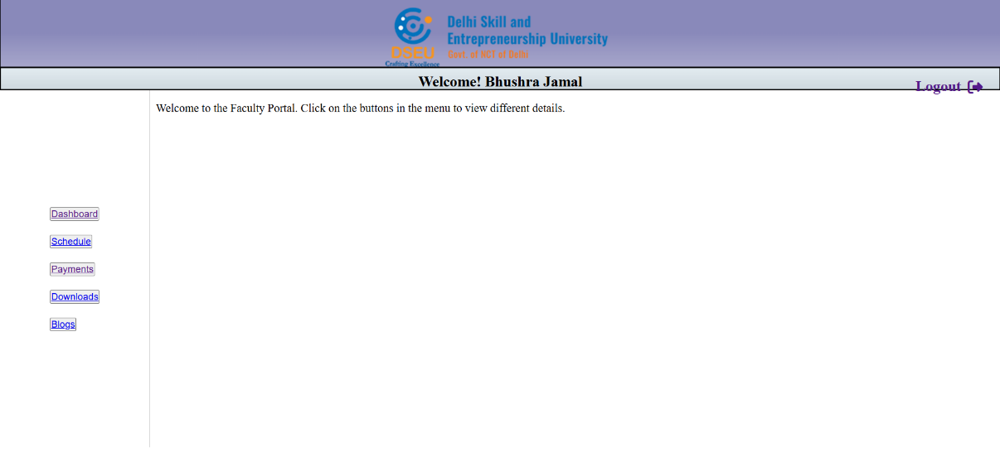 Delhi Skill and
Entrepreneurship University
DSEU
Govt. of NCT of Delhi
Crafting Excellence
Welcome! Bhushra Jamal
Logout
Welcome to the Faculty Portal. Click on the buttons in the menu to view different details.
Dashboard
Schedule
Payments
Downloads
Blogs